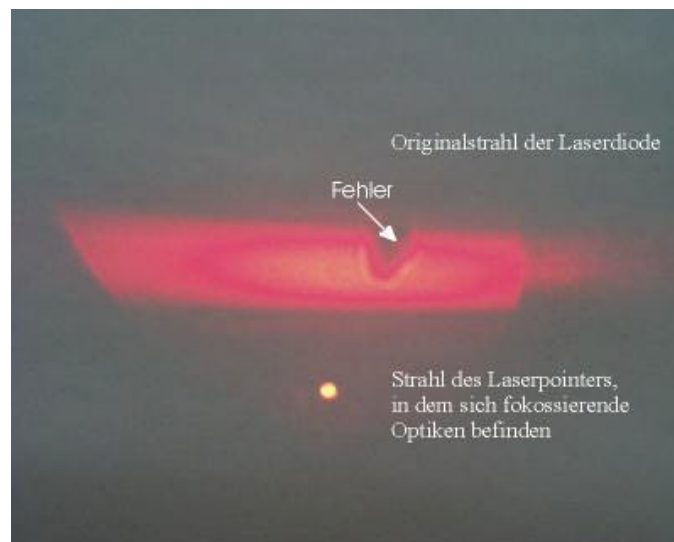 Originalstrahl der Laserdiode
Fehler
Strahl des Laserpointers,
in dem sich fokossierende
Optiken befinden